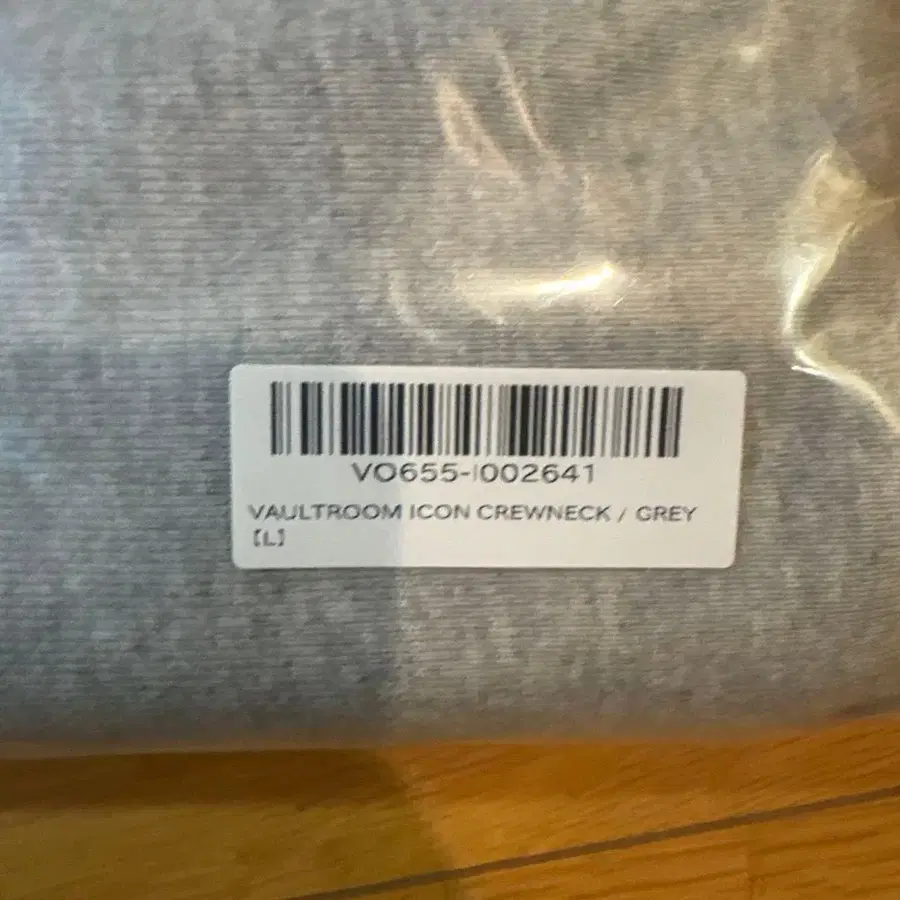 VO655-I002641
VAULTROOM ICON CREWNECK / GREY
【L】